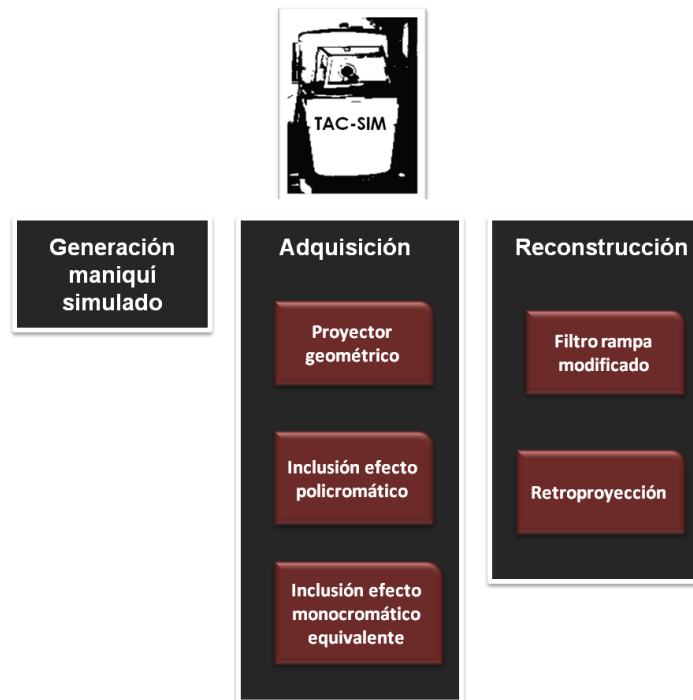 TAC-SIM
Generación
maniquí
simulado
Adquisición
Proyector
geométrico
Inclusión efecto
policromático
Inclusión efecto
monocromático
equivalente
Reconstrucción
Filtro rampa
modificado
Retroproyección